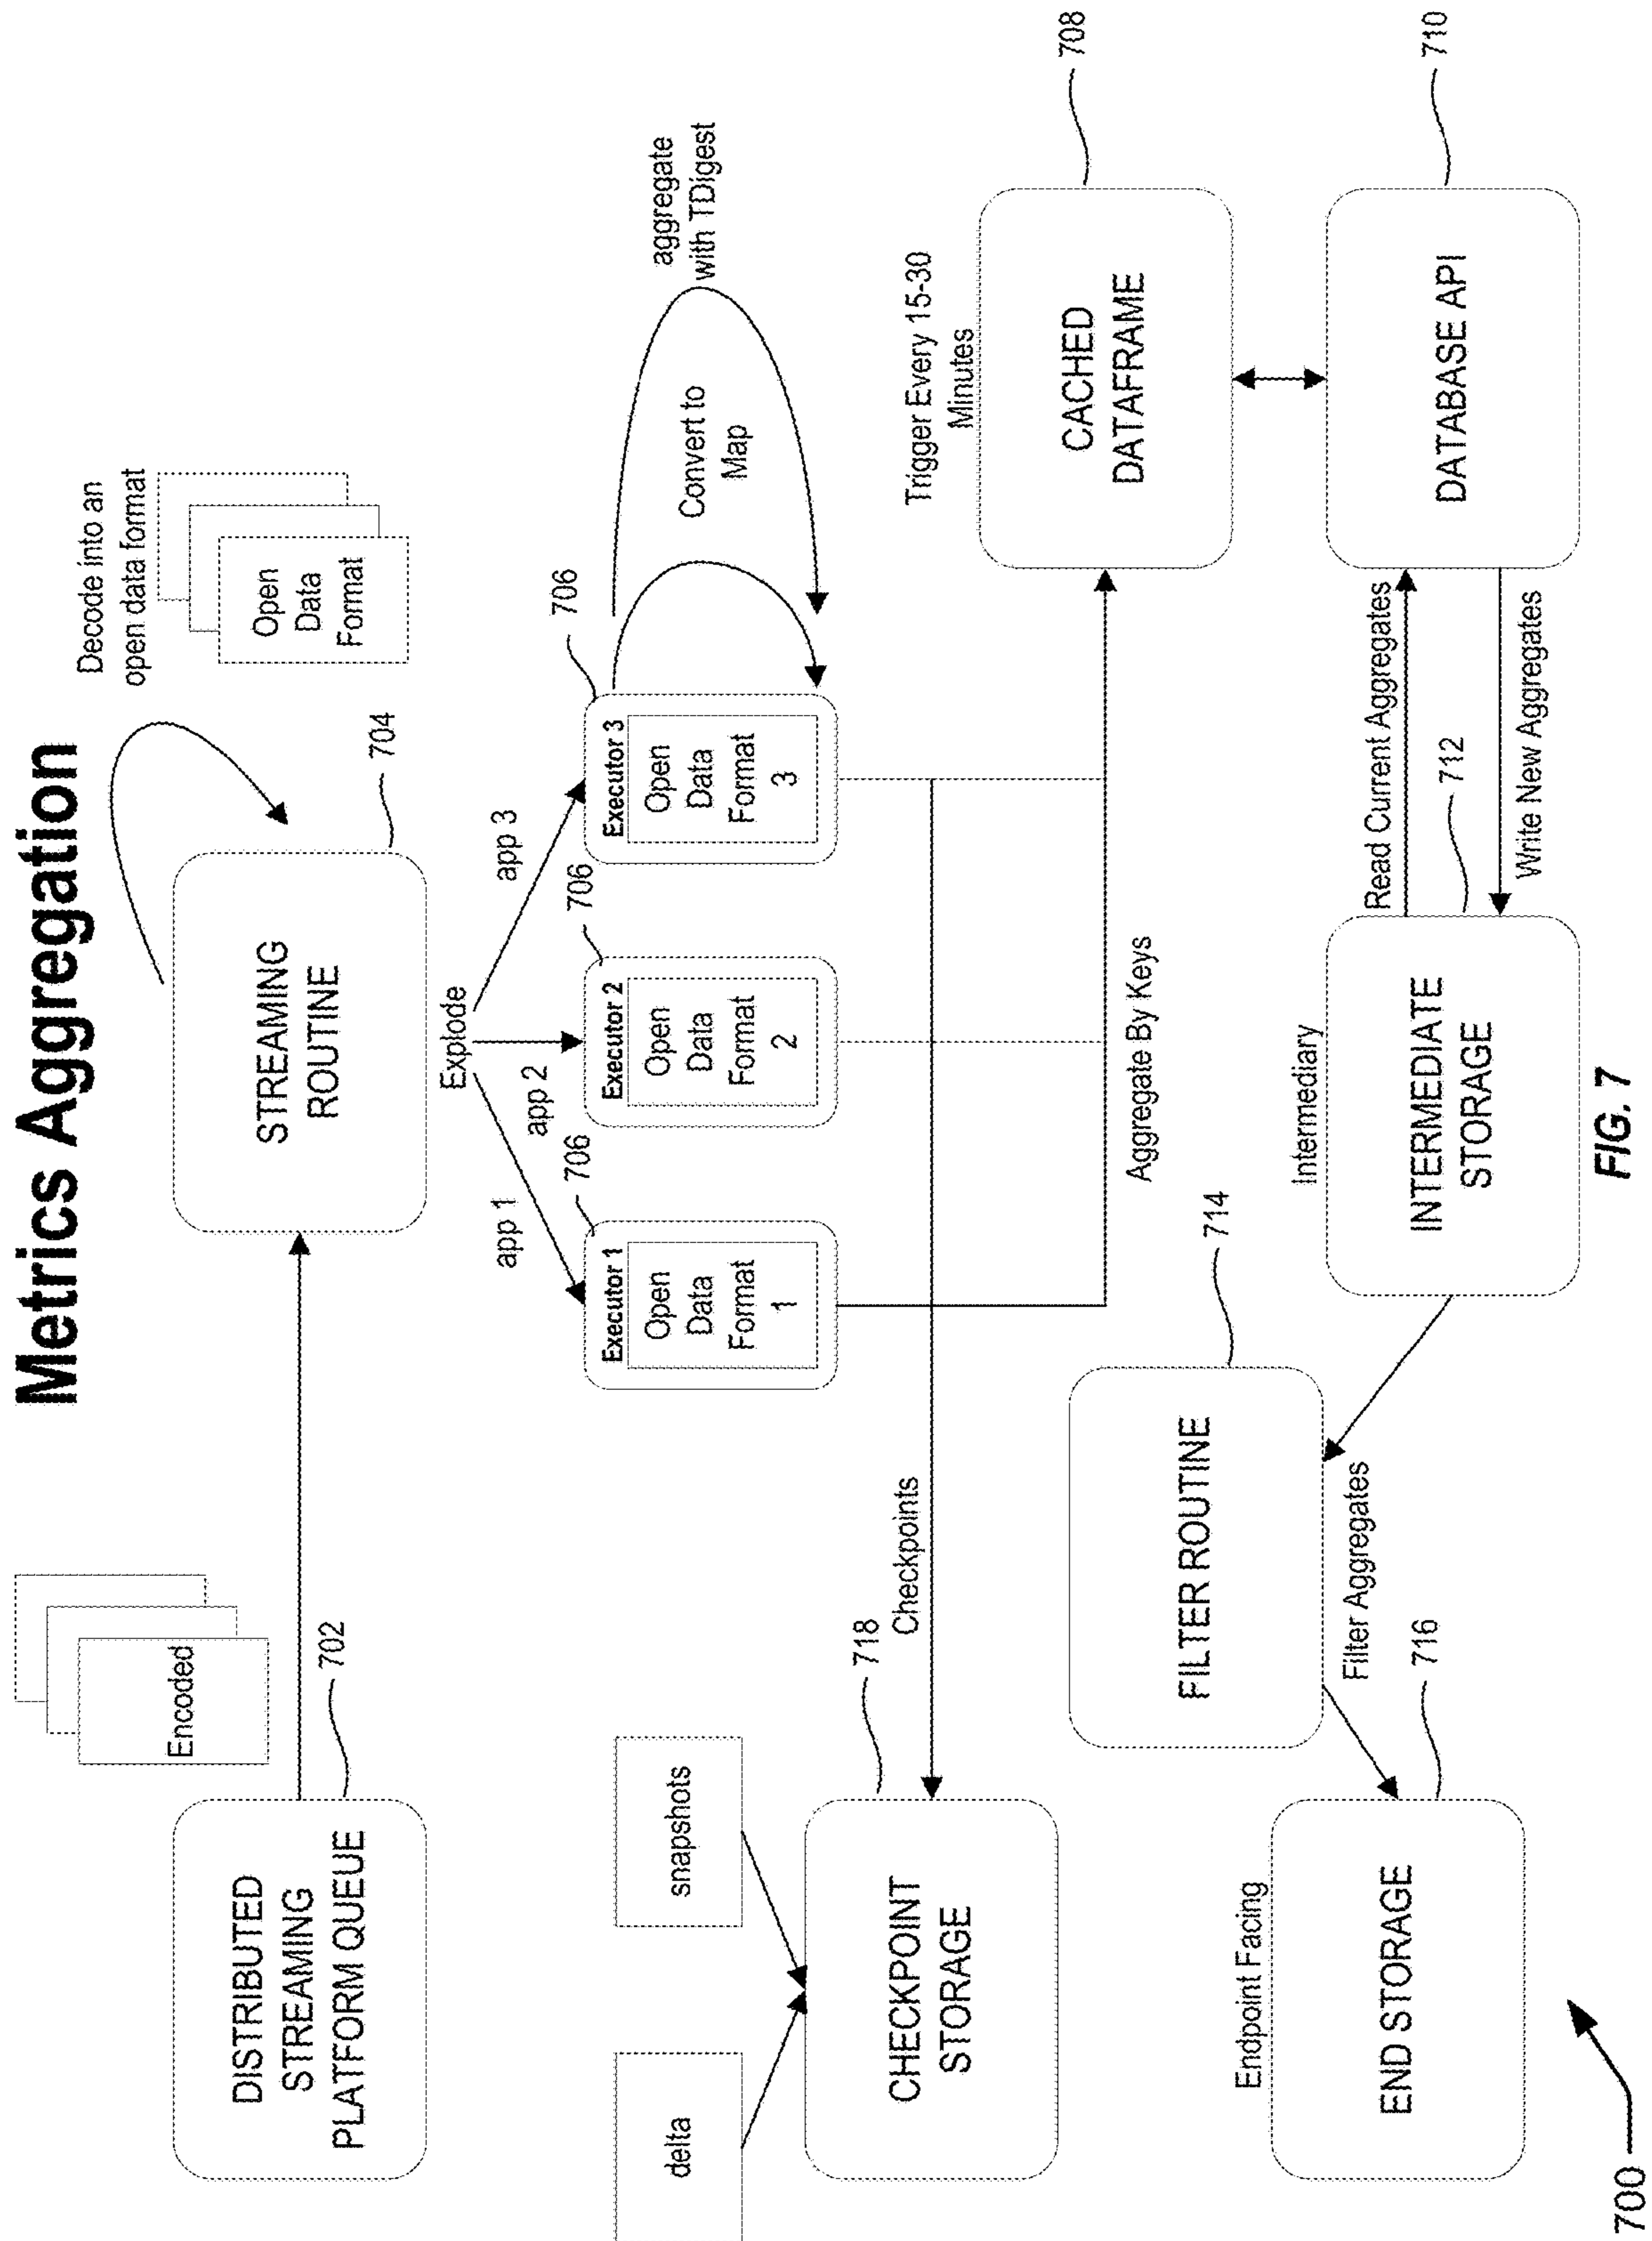 Metrics Aggregation
Encoded
DISTRIBUTED
STREAMING
PLATFORM QUEUE
702
STREAMING
ROUTINE
704
Decode into an
open data format
Open
Data
Format
Explode
app 1
app 2
app 3
706
Executor 1
Open
Data
Format
1
706
Executor 2
Open
Data
Format
2
706
Executor 3
Open
Data
Format
3
Convert to
Map
aggregate
with TDigest
delta
snapshots
718
Checkpoints
CHECKPOINT
STORAGE
Aggregate By Keys
Trigger Every 15-30
Minutes
CACHED
DATAFRAME
708
714
FILTER ROUTINE
Filter Aggregates
Endpoint Facing
END STORAGE
716
Intermediary
INTERMEDIATE
STORAGE
712
Read Current Aggregates
Write New Aggregates
DATABASE API
710
700
FIG. 7